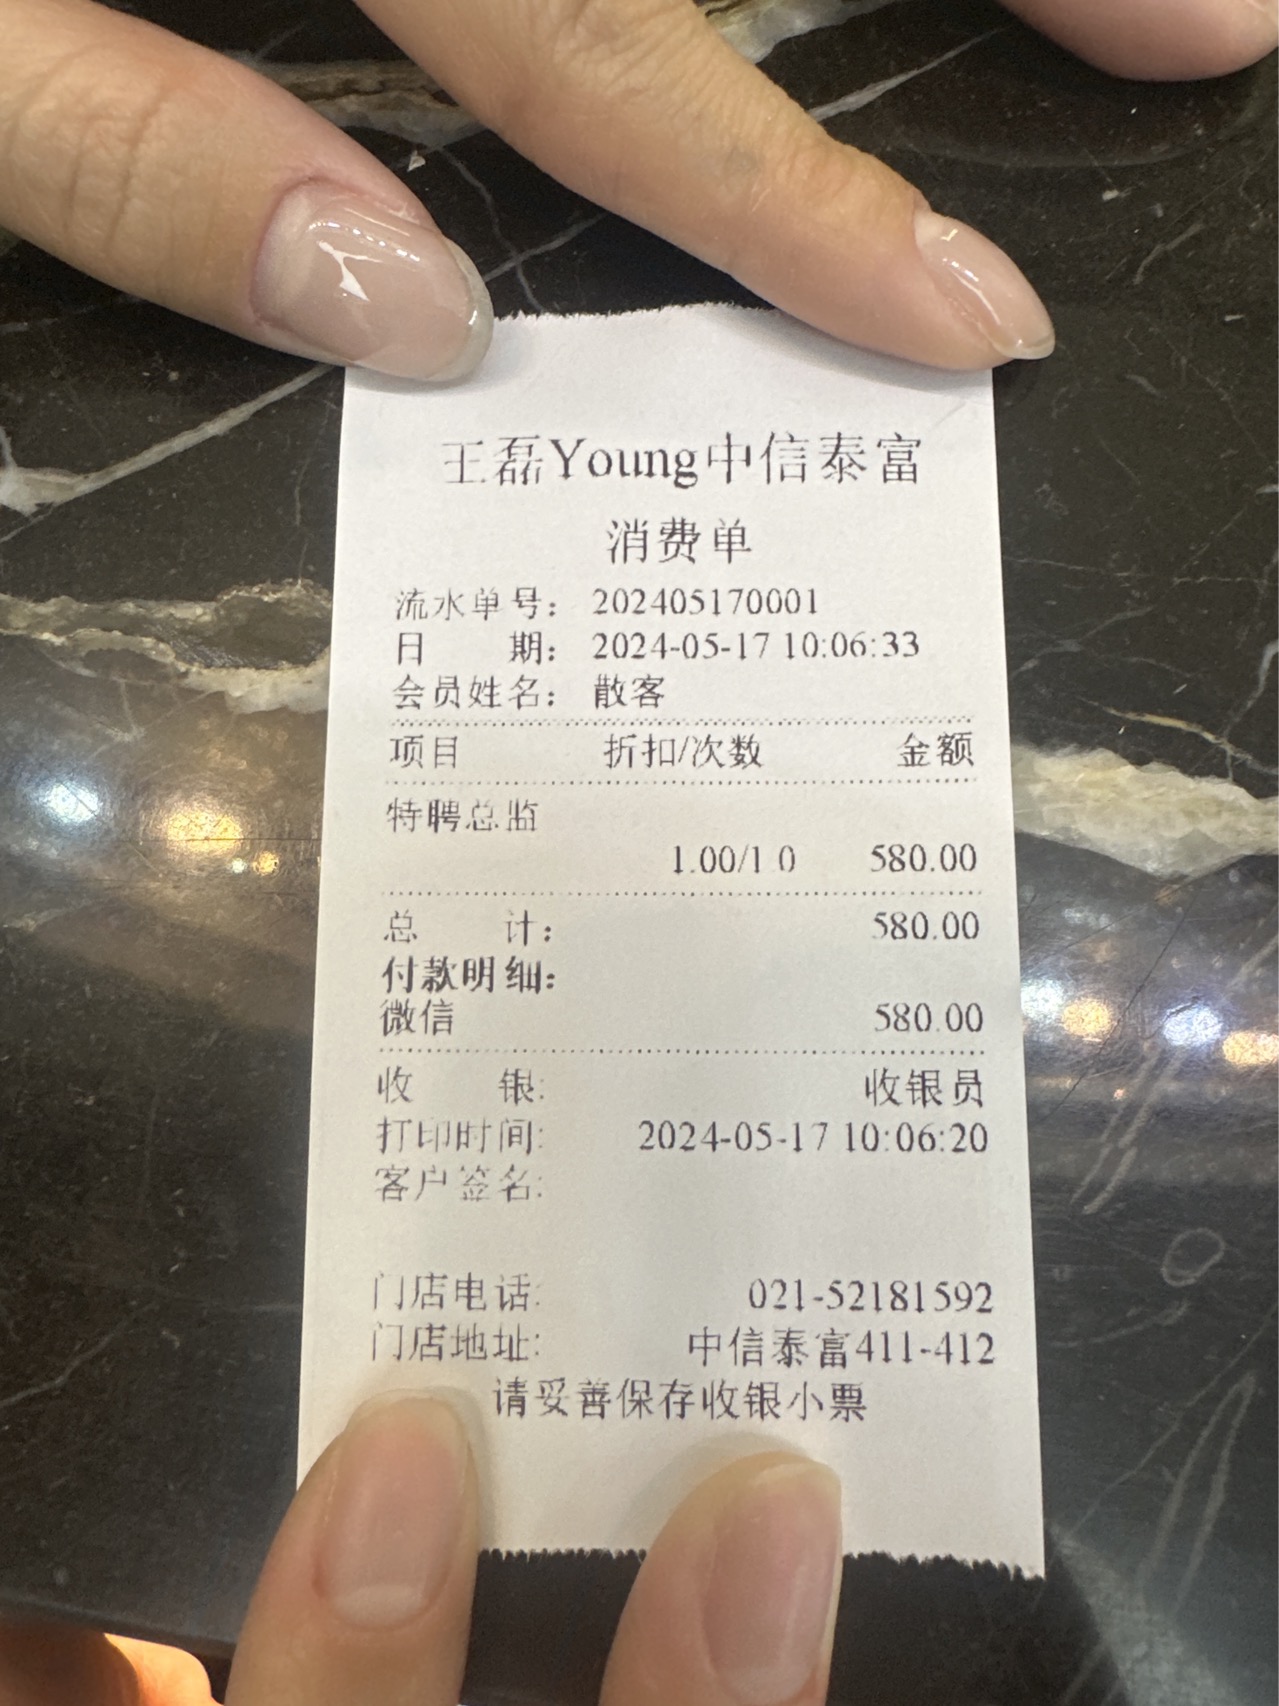 王磊Young中信泰富
消费单
流水单号： 202405170001
日 期： 2024-05-17 10:06:33
会员姓名： 散客
项目 折扣/次数 金额
特聘总监
1.00/1 0 580.00
总 计： 580.00
付款明细：
微信 580.00
收 银: 收银员
打印时间: 2024-05-17 10:06:20
客户签名:
门店电话: 021-52181592
门店地址: 中信泰富411-412
请妥善保存收银小票